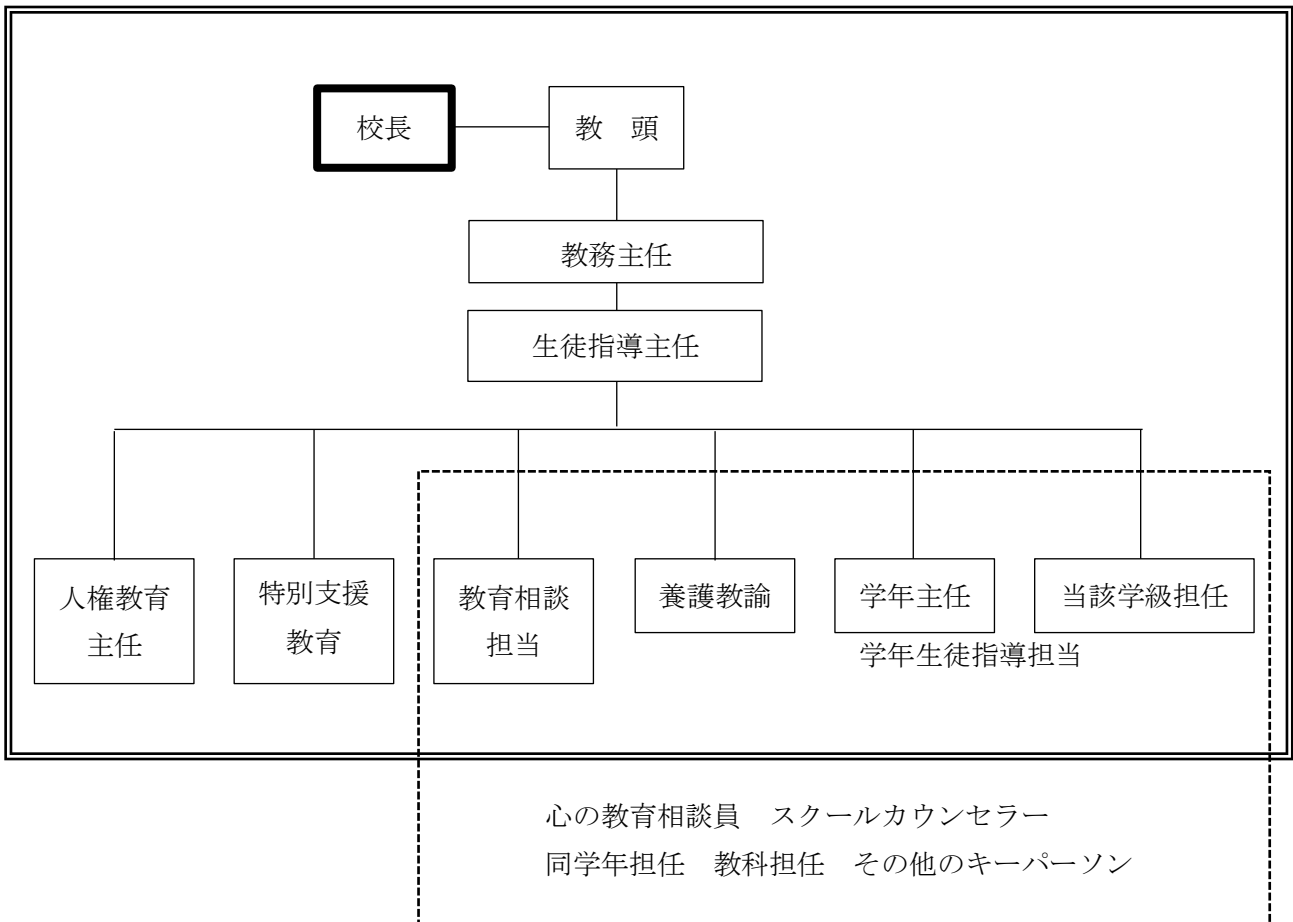 校長
教　頭
教務主任
生徒指導主任
人権教育
主任
特別支援
教育
教育相談
担当
養護教諭
学年主任
当該学級担任
学年生徒指導担当
心の教育相談員　スクールカウンセラー
同学年担任　教科担任　その他のキーパーソン